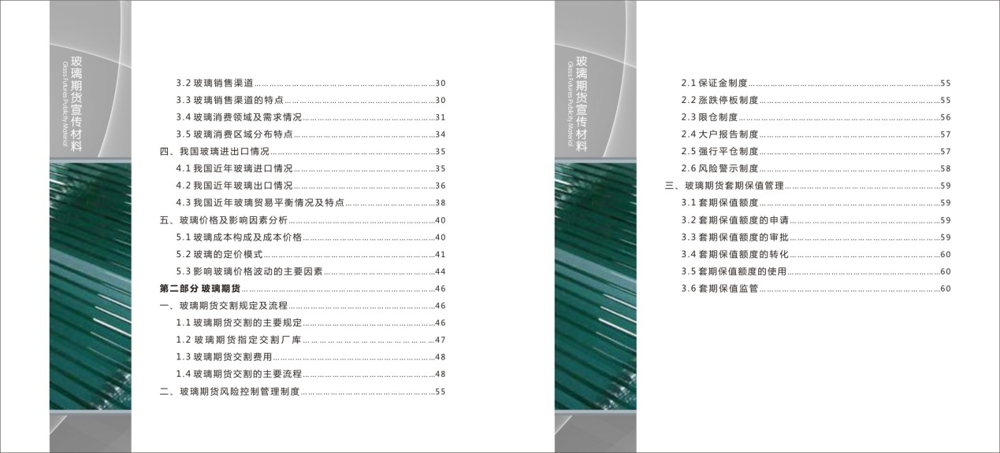 玻璃期货宣传材料
Glass Futures Publicity Material
3.2 玻璃销售渠道……………………………………………………30
3.3 玻璃销售渠道的特点……………………………………………30
3.4 玻璃消费领域及需求情况………………………………………31
3.5 玻璃消费区域分布特点…………………………………………34
四、我国玻璃进出口情况………………………………………………35
4.1 我国近年玻璃进口情况…………………………………………35
4.2 我国近年玻璃出口情况…………………………………………36
4.3 我国近年玻璃贸易平衡情况及特点……………………………38
五、玻璃价格及影响因素分析…………………………………………40
5.1 玻璃成本构成及成本价格………………………………………40
5.2 玻璃的定价模式…………………………………………………41
5.3 影响玻璃价格波动的主要因素…………………………………44
第二部分 玻璃期货……………………………………………………46
一、玻璃期货交割规定及流程…………………………………………46
1.1 玻璃期货交割的主要规定………………………………………46
1.2 玻璃期货指定交割厂库…………………………………………47
1.3 玻璃期货交割费用………………………………………………48
1.4 玻璃期货交割的主要流程………………………………………48
二、玻璃期货风险控制管理制度………………………………………55
玻璃期货宣传材料
Glass Futures Publicity Material
2.1 保证金制度………………………………………………………55
2.2 涨跌停板制度……………………………………………………55
2.3 限仓制度…………………………………………………………56
2.4 大户报告制度……………………………………………………57
2.5 强行平仓制度……………………………………………………57
2.6 风险警示制度……………………………………………………58
三、玻璃期货套期保值管理……………………………………………59
3.1 套期保值额度……………………………………………………59
3.2 套期保值额度的申请……………………………………………59
3.3 套期保值额度的审批……………………………………………59
3.4 套期保值额度的转化……………………………………………60
3.5 套期保值额度的使用……………………………………………60
3.6 套期保值监管……………………………………………………60